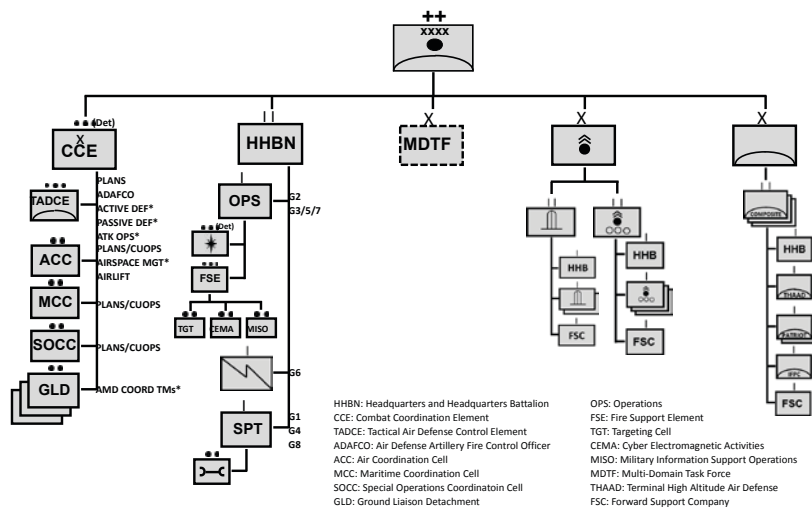 ++
xxxx
(Det)
X
CCE
PLANS
ADAFCO
ACTIVE DEF*
PASSIVE DEF*
ATK OPS*
TADCE
PLANS/CUOPS
AIRSPACE MGT*
AIRLIFT
ACC
MCC
PLANS/CUOPS
SOCC
PLANS/CUOPS
GLD
AMD COORD TMs*
HHBN
OPS
G2
G3/5/7
(Det)
FSE
TGT
CEMA
MISO
G6
SPT
G1
G4
G8
X
MDTF
X
HHB
FSC
HHB
FSC
X
COMPOSITE
HHB
THAAD
PATRIOT
IFPC
FSC
HHBN: Headquarters and Headquarters Battalion
CCE: Combat Coordination Element
TADCE: Tactical Air Defense Control Element
ADAFCO: Air Defense Artillery Fire Control Officer
ACC: Air Coordination Cell
MCC: Maritime Coordination Cell
SOCC: Special Operations Coordinatoin Cell
GLD: Ground Liaison Detachment
OPS: Operations
FSE: Fire Support Element
TGT: Targeting Cell
CEMA: Cyber Electromagnetic Activities
MISO: Military Information Support Operations
MDTF: Multi-Domain Task Force
THAAD: Terminal High Altitude Air Defense
FSC: Forward Support Company